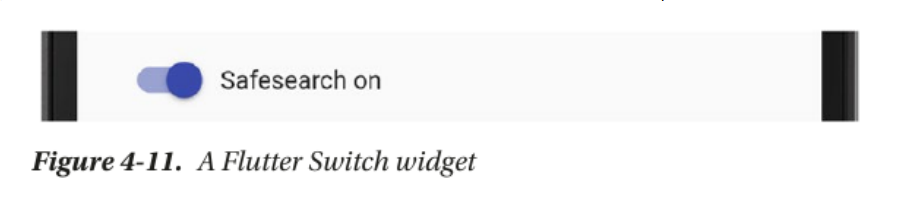 Safesearch on
Figure 4-11. A Flutter Switch widget